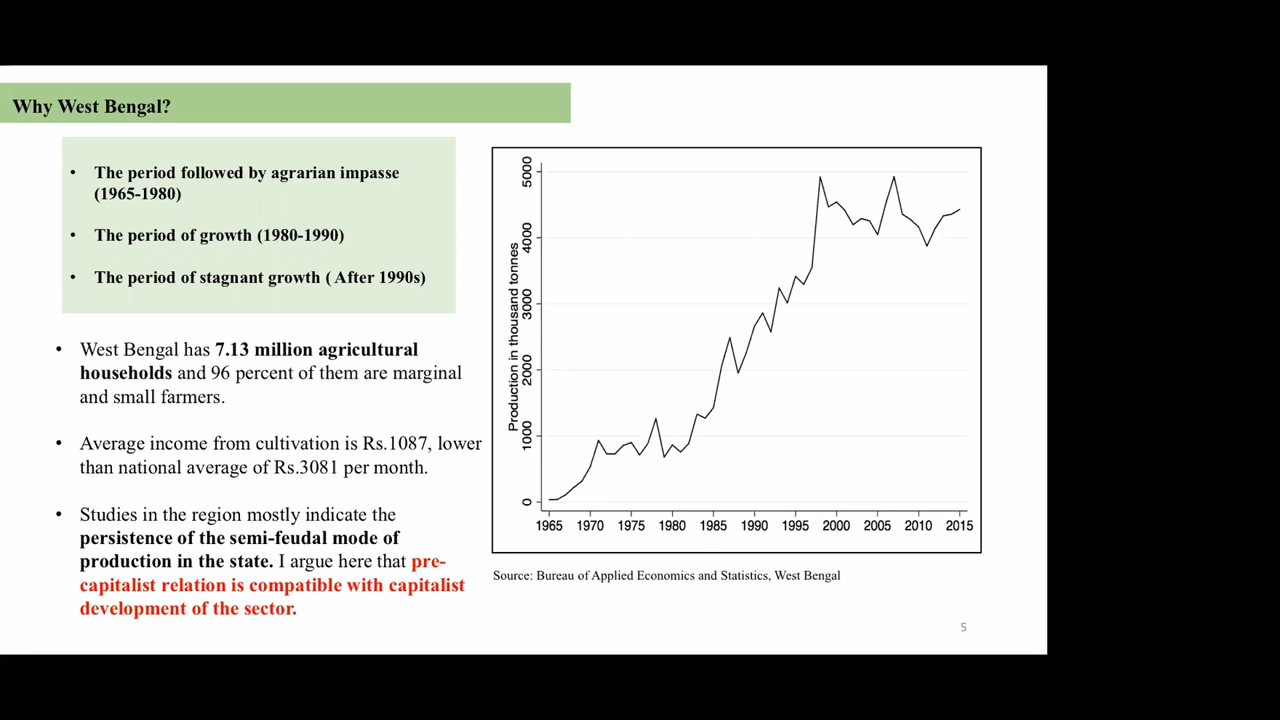 Why West Bengal?
• The period followed by agrarian impasse
(1965-1980)
• The period of growth (1980-1990)
• The period of stagnant growth ( After 1990s)
• West Bengal has 7.13 million agricultural
households and 96 percent of them are marginal
and small farmers.
• Average income from cultivation is Rs.1087, lower
than national average of Rs.3081 per month.
• Studies in the region mostly indicate the
persistence of the semi-feudal mode of
production in the state. I argue here that pre-
capitalist relation is compatible with capitalist
development of the sector.
Production in thousand tonnes
5000
4000
3000
2000
1000
0
1965 1970 1975 1980 1985 1990 1995 2000 2005 2010 2015
Source: Bureau of Applied Economics and Statistics, West Bengal
5